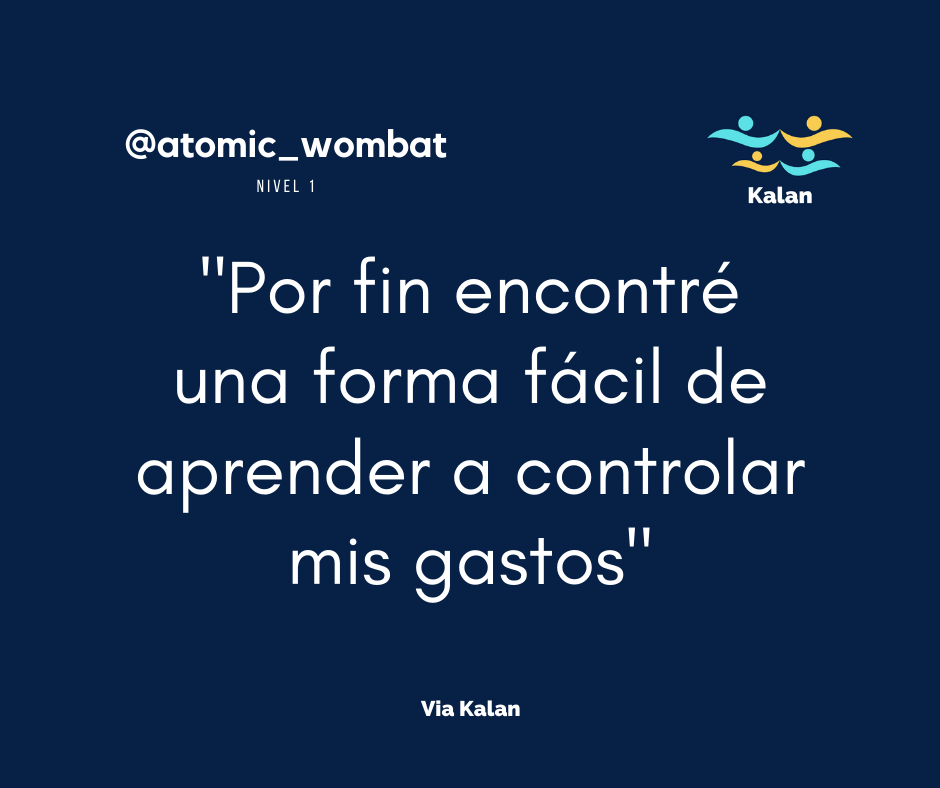 @atomic_wombat
NIVEL 1
Kalan
"Por fin encontré
una forma fácil de
aprender a controlar
mis gastos"
Via Kalan